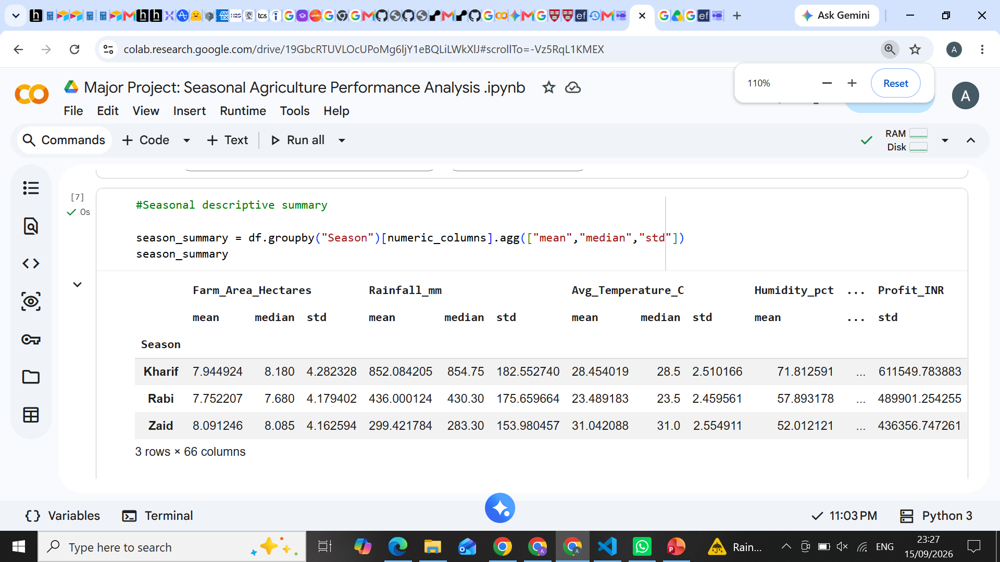 Ask Gemini
colab.research.google.com/drive/19GbcRTUVLOcUPoMg6ljY1eBQLiLWkXlJ#scrollTo=-Vz5RqL1KMEX
A
110%
Reset
Major Project: Seasonal Agriculture Performance Analysis .ipynb
A
File Edit View Insert Runtime Tools Help
Commands + Code + Text Run all
RAM
Disk
[7]
0s
#Seasonal descriptive summary
season_summary = df.groupby("Season")[numeric_columns].agg(["mean","median","std"])
season_summary
Farm_Area_Hectares Rainfall_mm Avg_Temperature_C Humidity_pct ... Profit_INR
mean median std mean median std mean median std mean ... std
Season
Kharif 7.944924 8.180 4.282328 852.084205 854.75 182.552740 28.454019 28.5 2.510166 71.812591 ... 611549.783883
Rabi 7.752207 7.680 4.179402 436.000124 430.30 175.659664 23.489183 23.5 2.459561 57.893178 ... 489901.254255
Zaid 8.091246 8.085 4.162594 299.421784 283.30 153.980457 31.042088 31.0 2.554911 52.012121 ... 436356.747261
3 rows × 66 columns
Variables Terminal
11:03 PM Python 3
Type here to search
Rain...
ENG
23:27
15/09/2026